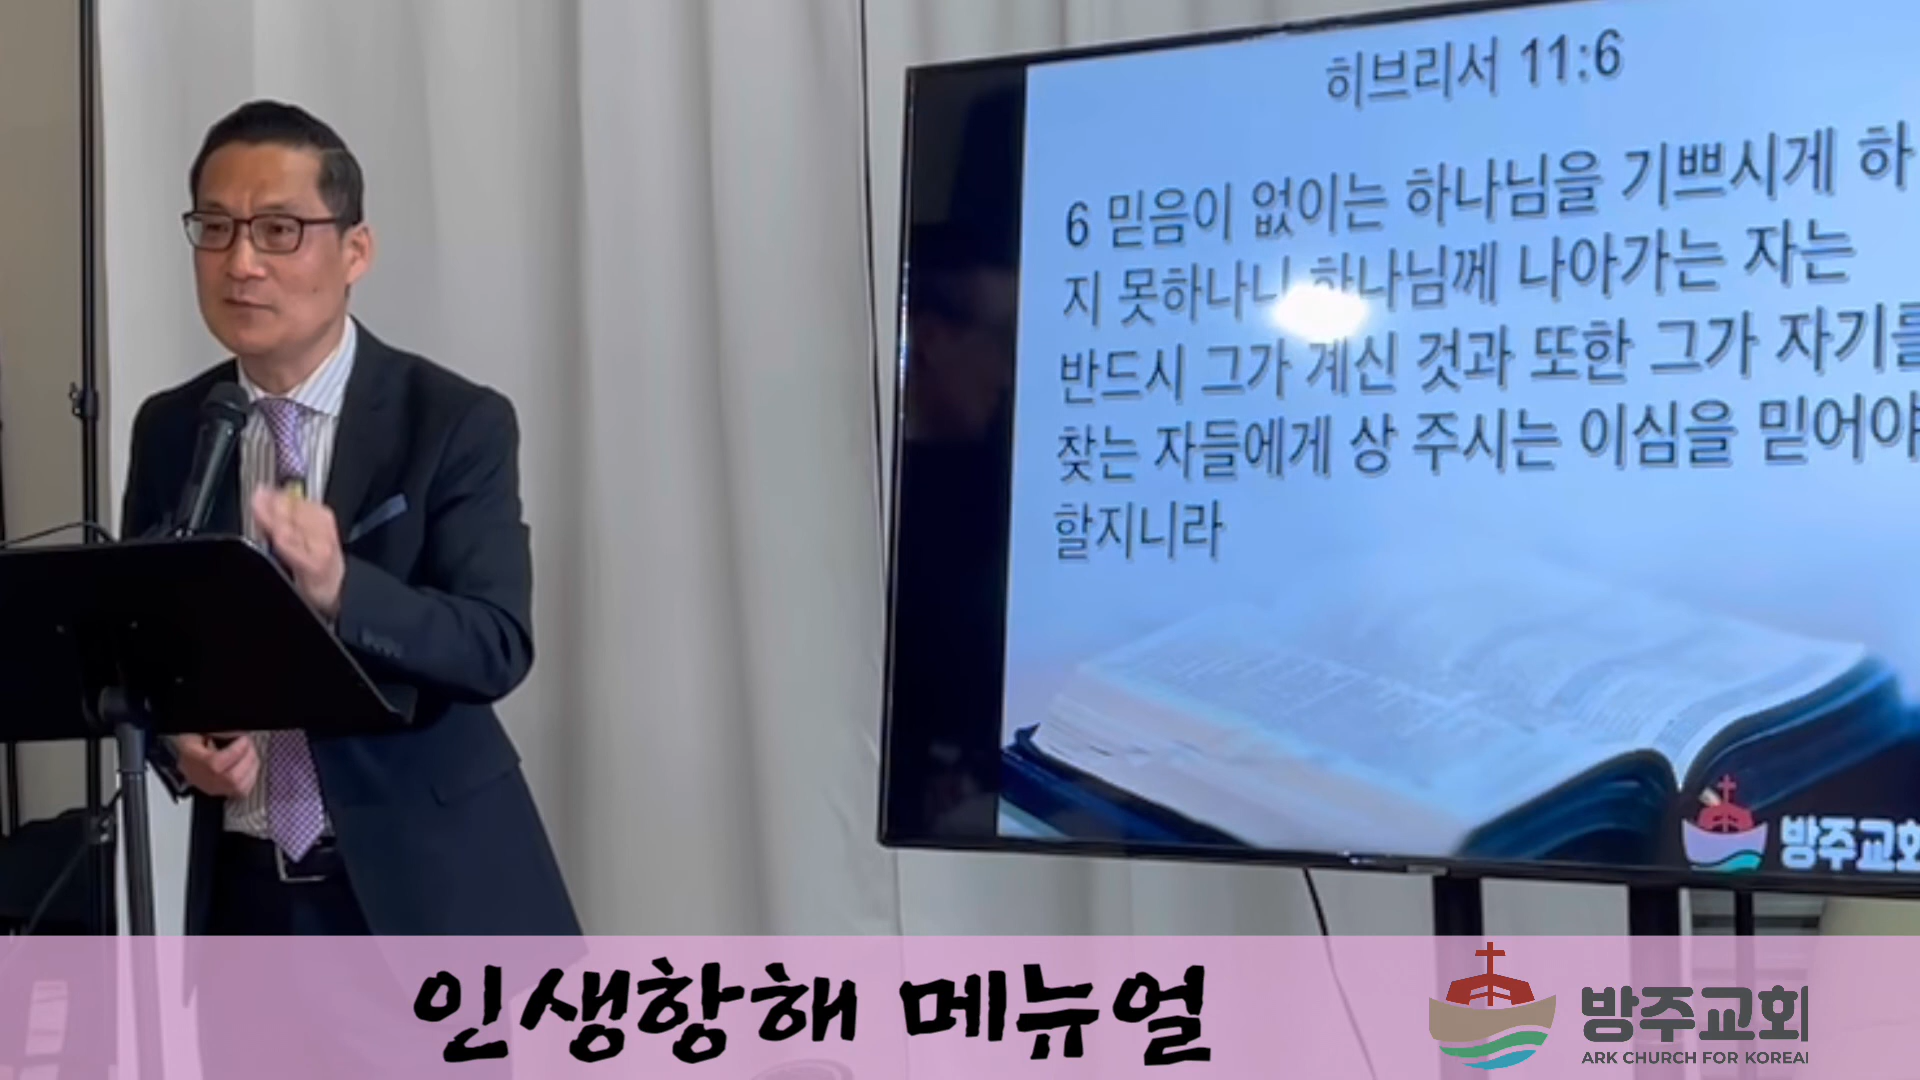 히브리서 11:6
6 믿음이 없이는 하나님을 기쁘시게 하
지 못하나니 하나님께 나아가는 자는
반드시 그가 계신 것과 또한 그가 자기를
찾는 자들에게 상 주시는 이심을 믿어야
할지니라
방주교회
인생항해 메뉴얼
방주교회
ARK CHURCH FOR KOREAI